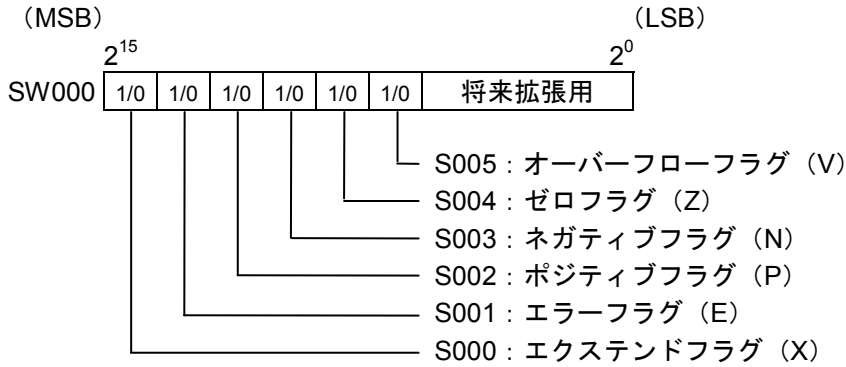 （MSB） （LSB）
2^15 2^0
SW000 1/0 1/0 1/0 1/0 1/0 1/0 将来拡張用
S005：オーバーフローフラグ（V）
S004：ゼロフラグ（Z）
S003：ネガティブフラグ（N）
S002：ポジティブフラグ（P）
S001：エラーフラグ（E）
S000：エクステンドフラグ（X）